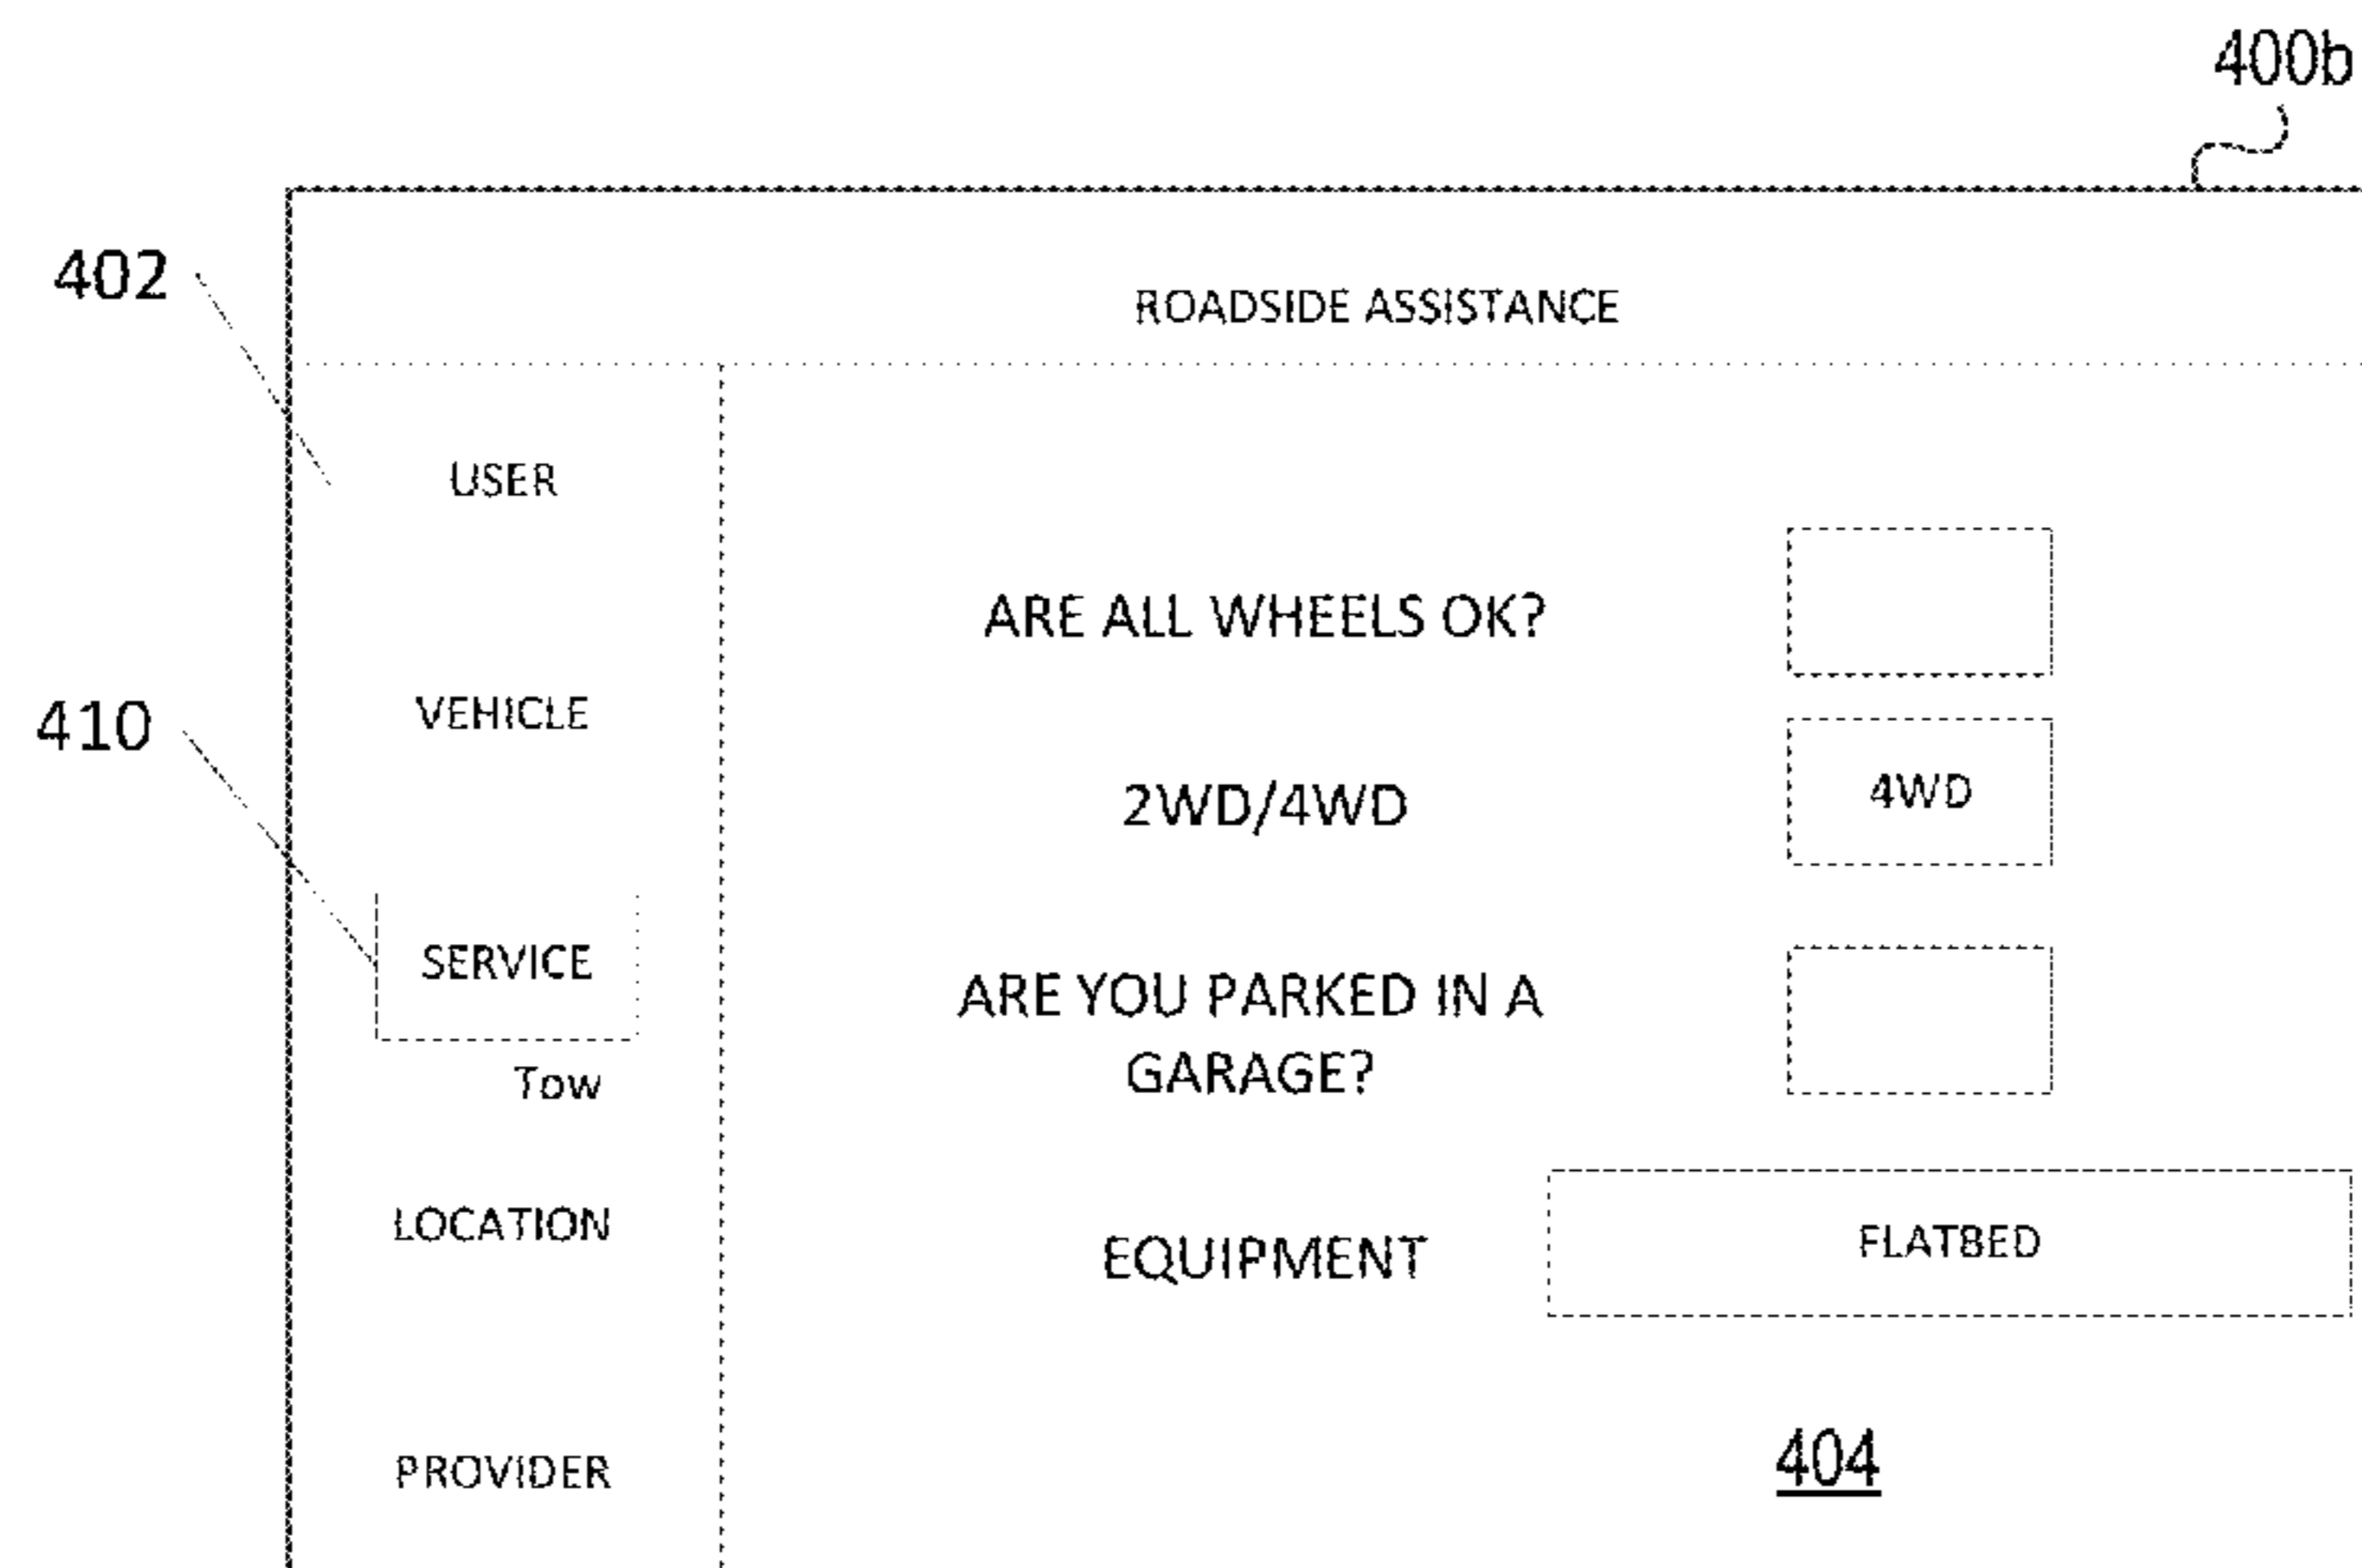 400b
402
ROADSIDE ASSISTANCE
USER
ARE ALL WHEELS OK?
410
VEHICLE
2WD/4WD
4WD
SERVICE
Tow
ARE YOU PARKED IN A
GARAGE?
LOCATION
EQUIPMENT
FLATBED
PROVIDER
404